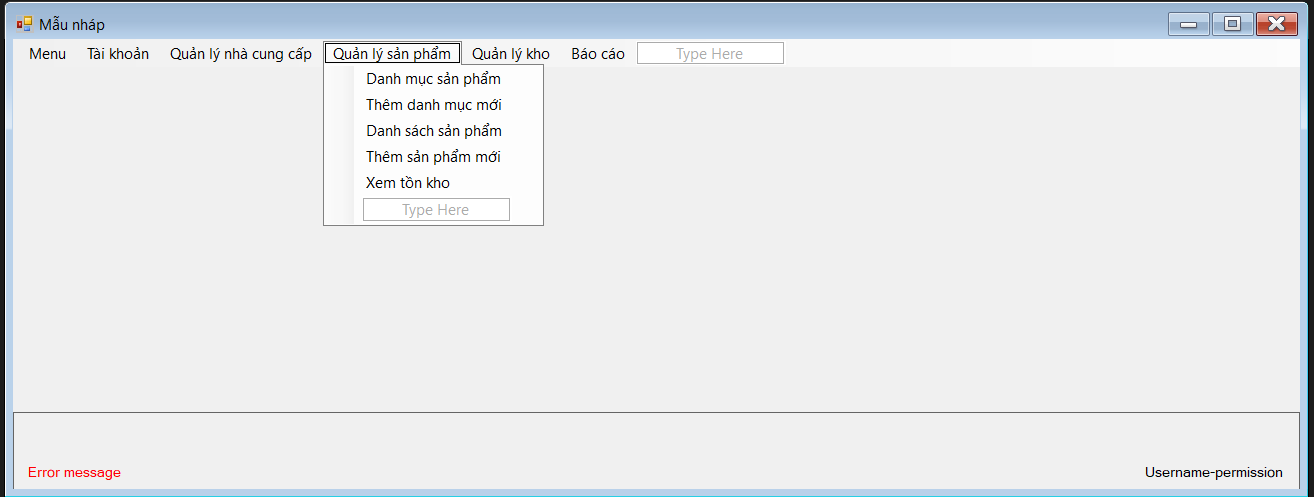 Mẫu nháp
Menu Tài khoản Quản lý nhà cung cấp Quản lý sản phẩm Quản lý kho Báo cáo Type Here
Danh mục sản phẩm
Thêm danh mục mới
Danh sách sản phẩm
Thêm sản phẩm mới
Xem tồn kho
Type Here
Error message Username-permission